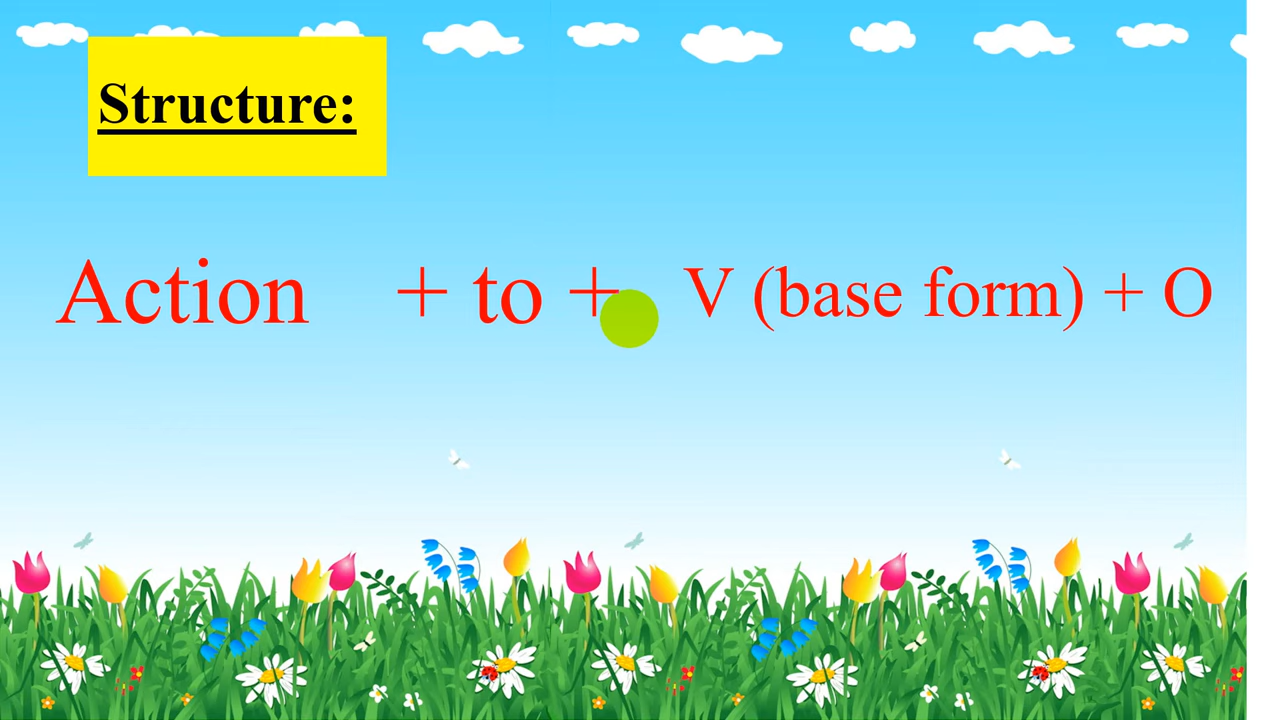 Structure:
Action + to + V (base form) + O